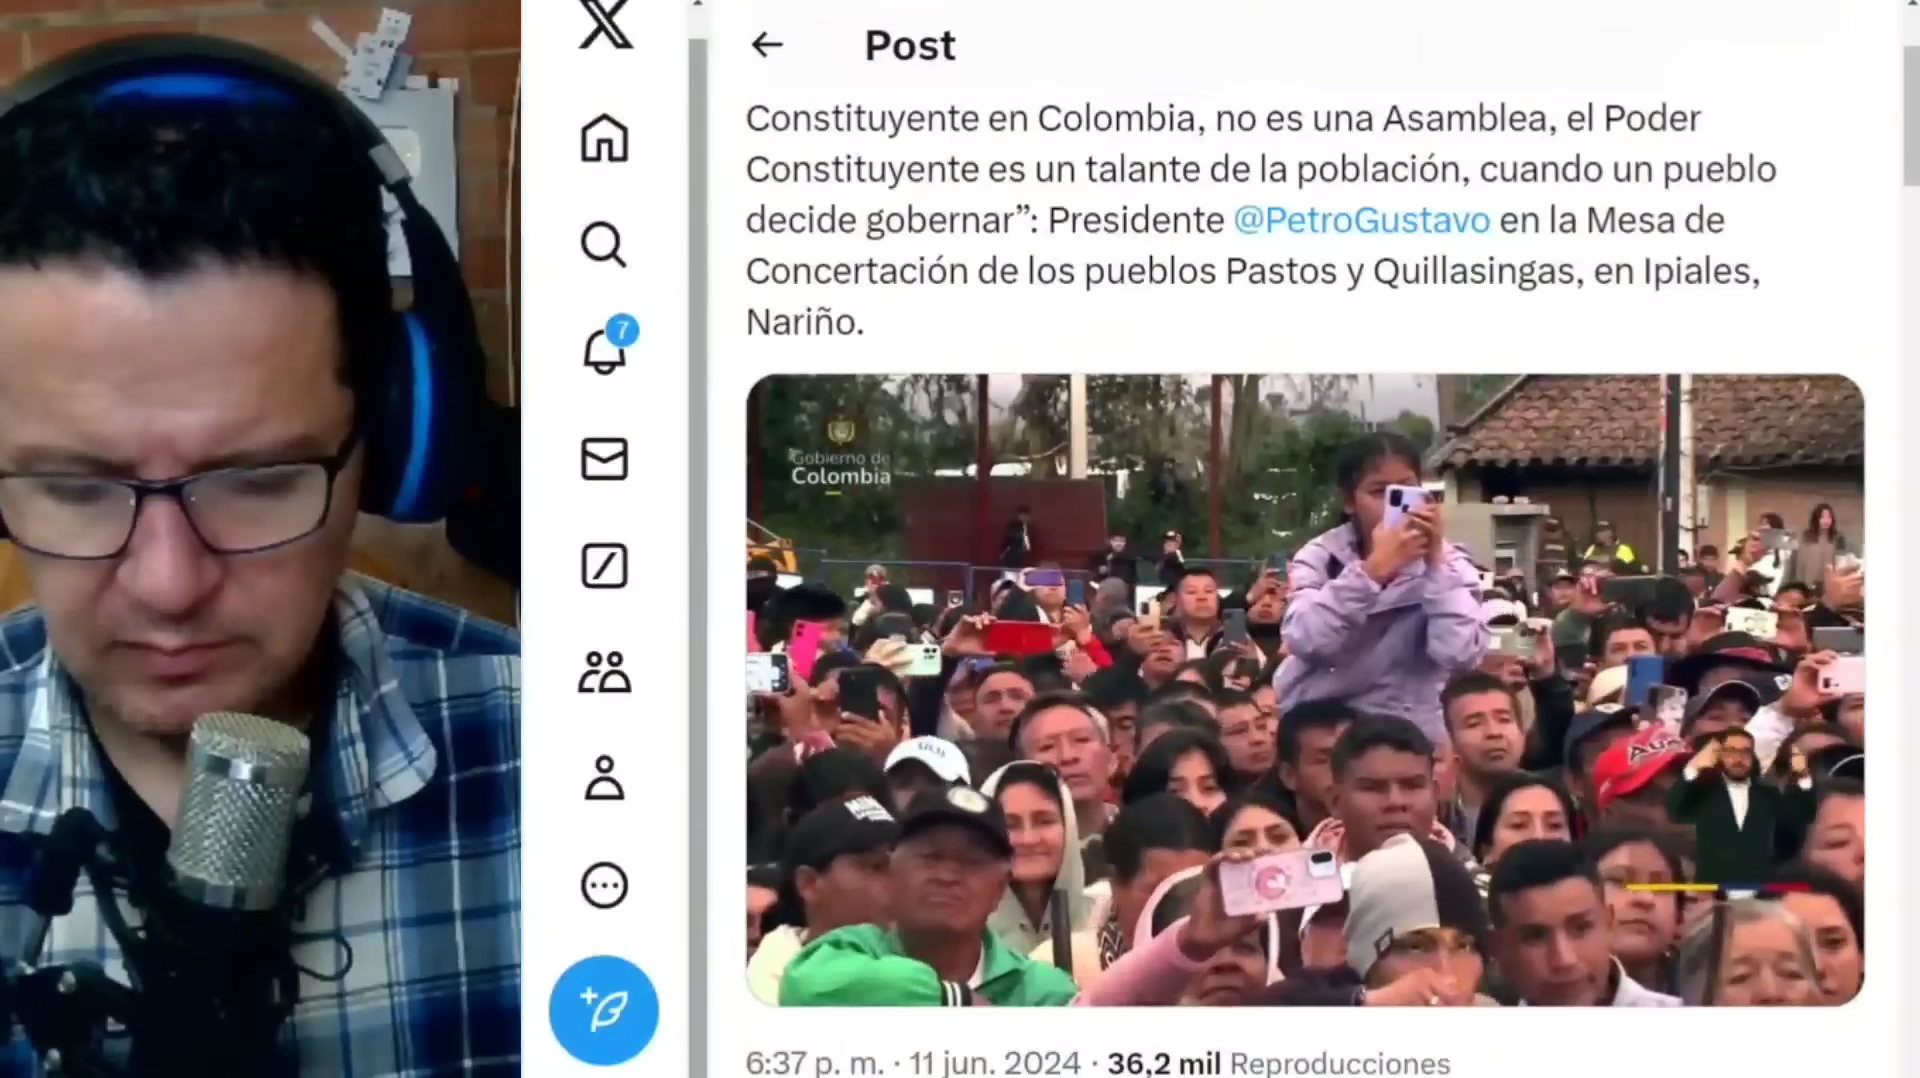 Post
Constituyente en Colombia, no es una Asamblea, el Poder
Constituyente es un talante de la población, cuando un pueblo
decide gobernar”: Presidente @PetroGustavo en la Mesa de
Concertación de los pueblos Pastos y Quillasingas, en Ipiales,
Nariño.
7
Gobierno de
Colombia
6:37 p. m. · 11 jun. 2024 · 36,2 mil Reproducciones